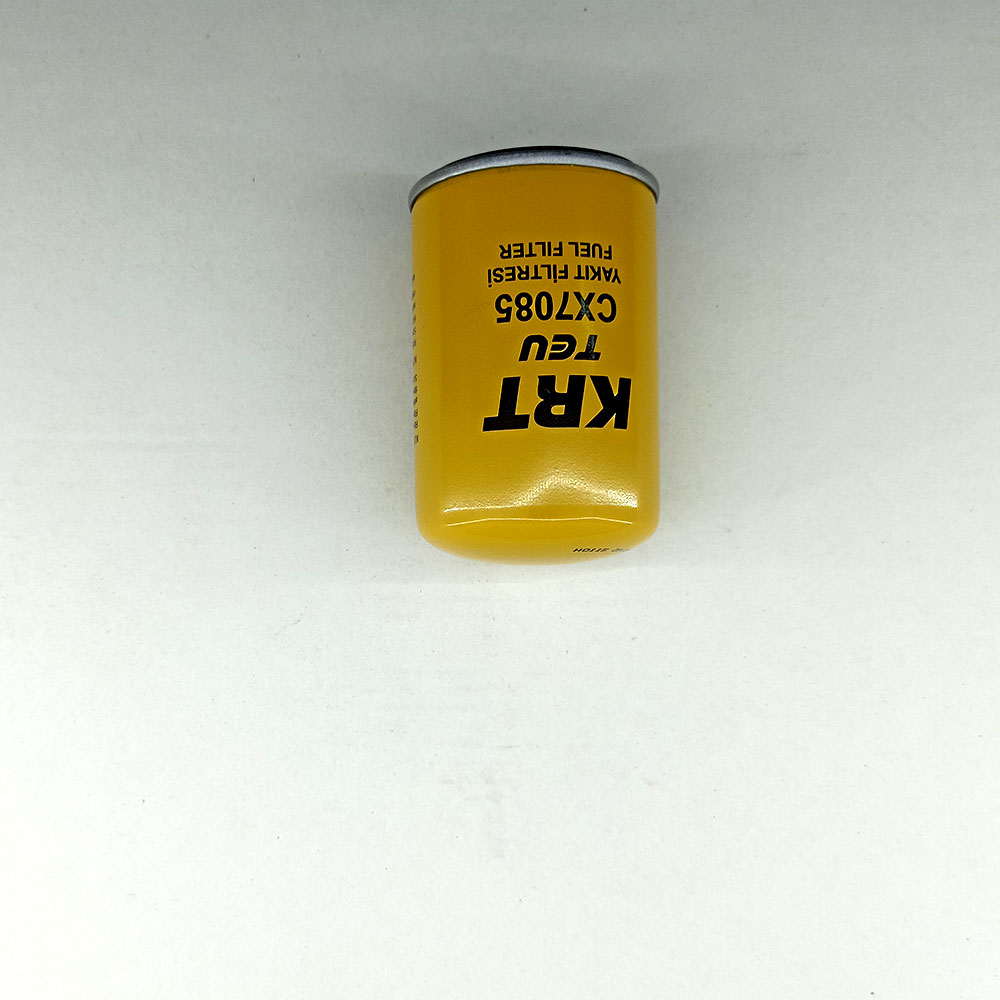 KRT
TEU
CX7085
YAKIT FİLTRESİ
FUEL FILTER